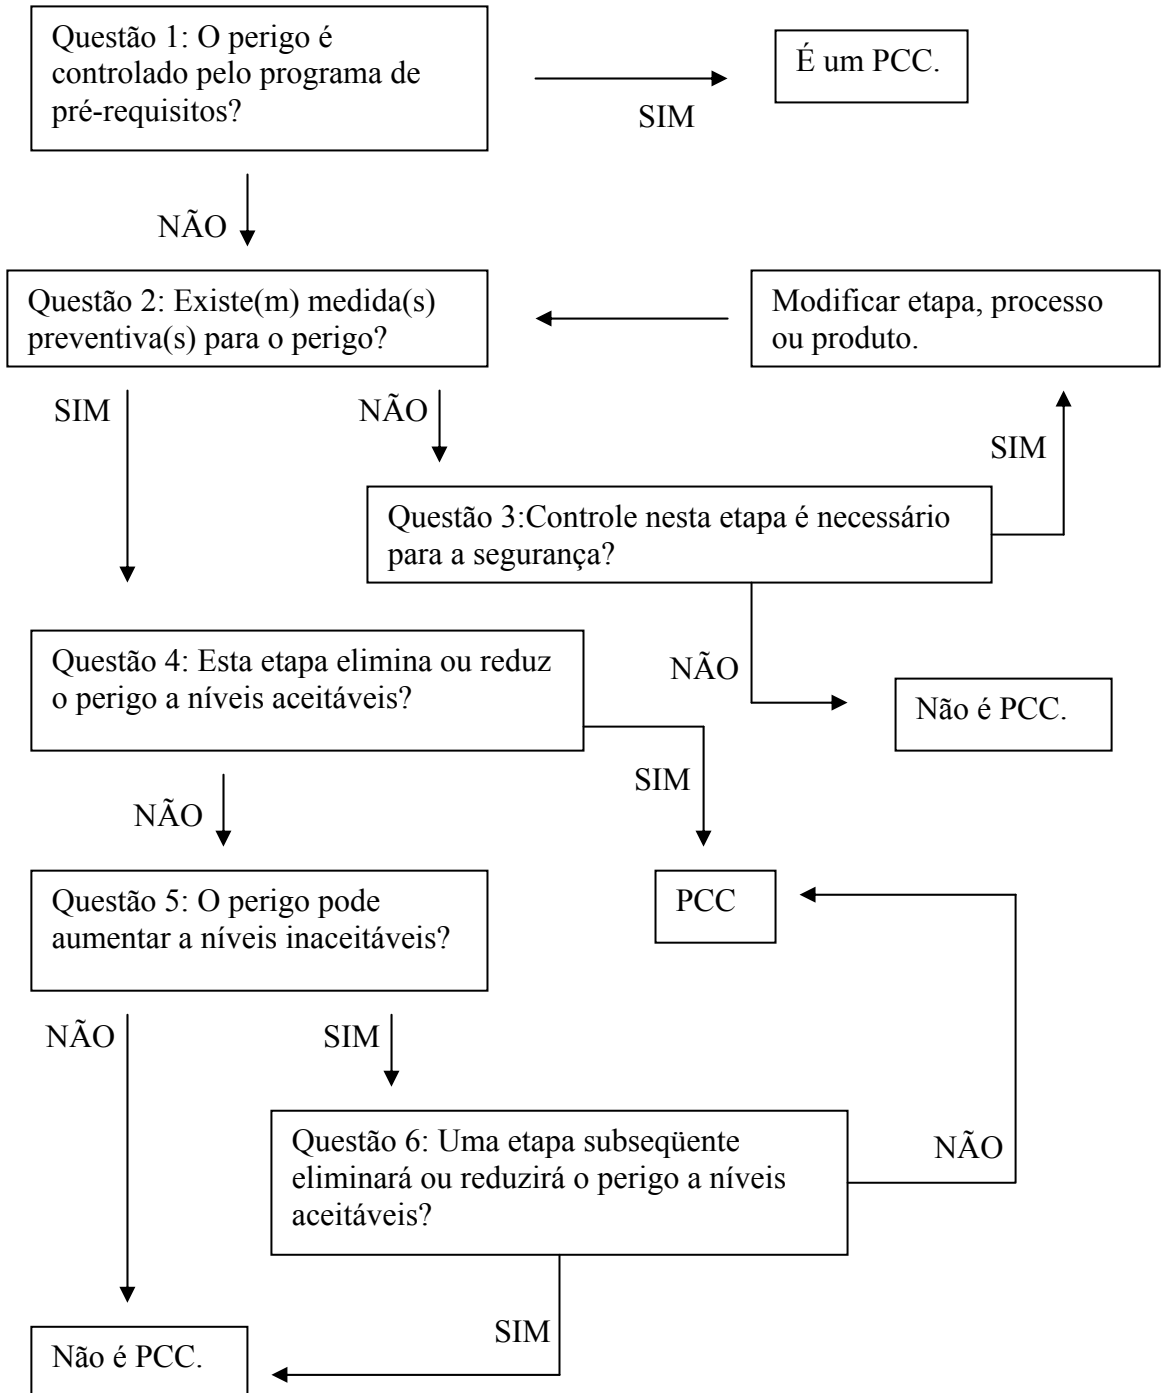 Questão 1: O perigo é
controlado pelo programa de
pré-requisitos?
É um PCC.
SIM
NÃO
Questão 2: Existe(m) medida(s)
preventiva(s) para o perigo?
Modificar etapa, processo
ou produto.
SIM
NÃO
SIM
Questão 3:Controle nesta etapa é necessário
para a segurança?
Questão 4: Esta etapa elimina ou reduz
o perigo a níveis aceitáveis?
NÃO
Não é PCC.
SIM
NÃO
Questão 5: O perigo pode
aumentar a níveis inaceitáveis?
PCC
NÃO
SIM
Questão 6: Uma etapa subseqüente
eliminará ou reduzirá o perigo a níveis
aceitáveis?
NÃO
SIM
Não é PCC.